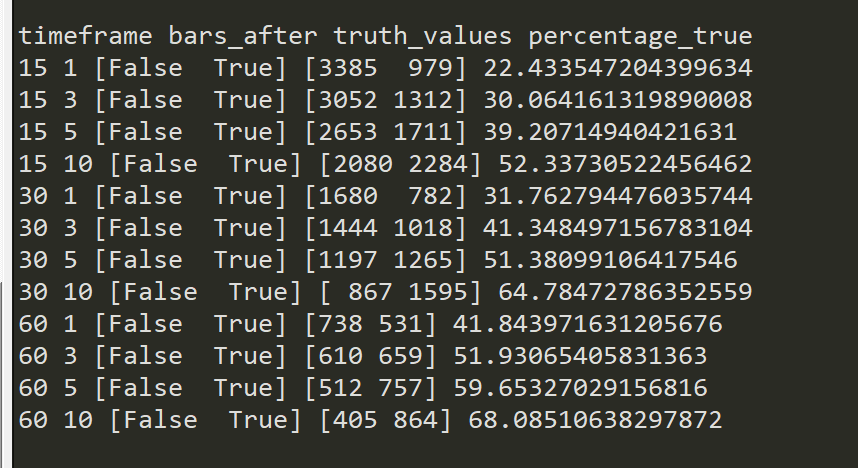 timeframe bars_after truth_values percentage_true
15 1 [False  True] [3385  979] 22.433547204399634
15 3 [False  True] [3052 1312] 30.064161319890008
15 5 [False  True] [2653 1711] 39.20714940421631
15 10 [False  True] [2080 2284] 52.33730522456462
30 1 [False  True] [1680  782] 31.762794476035744
30 3 [False  True] [1444 1018] 41.348497156783104
30 5 [False  True] [1197 1265] 51.38099106417546
30 10 [False  True] [ 867 1595] 64.78472786352559
60 1 [False  True] [738 531] 41.843971631205676
60 3 [False  True] [610 659] 51.93065405831363
60 5 [False  True] [512 757] 59.65327029156816
60 10 [False  True] [405 864] 68.08510638297872